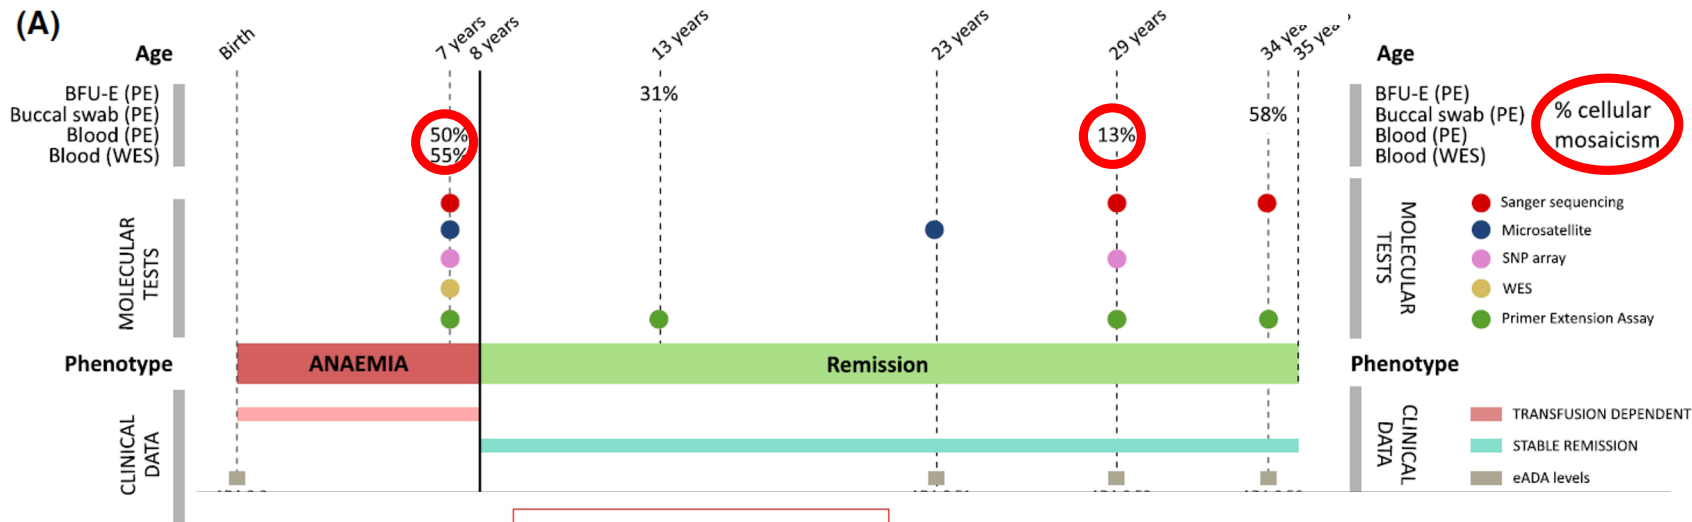 (A)
Age
Birth
7 years
8 years
13 years
23 years
29 years
34
35
Age
BFU-E (PE)
Buccal swab (PE)
Blood (PE)
Blood (WES)
50%
55%
31%
13%
58%
BFU-E (PE)
Buccal swab (PE)
Blood (PE)
Blood (WES)
% cellular
mosaicism
MOLECULAR
TESTS
MOLECULAR
TESTS
Sanger sequencing
Microsatellite
SNP array
WES
Primer Extension Assay
Phenotype
ANAEMIA
Remission
Phenotype
CLINICAL
DATA
CLINICAL
DATA
TRANSFUSION DEPENDENT
STABLE REMISSION
eADA levels